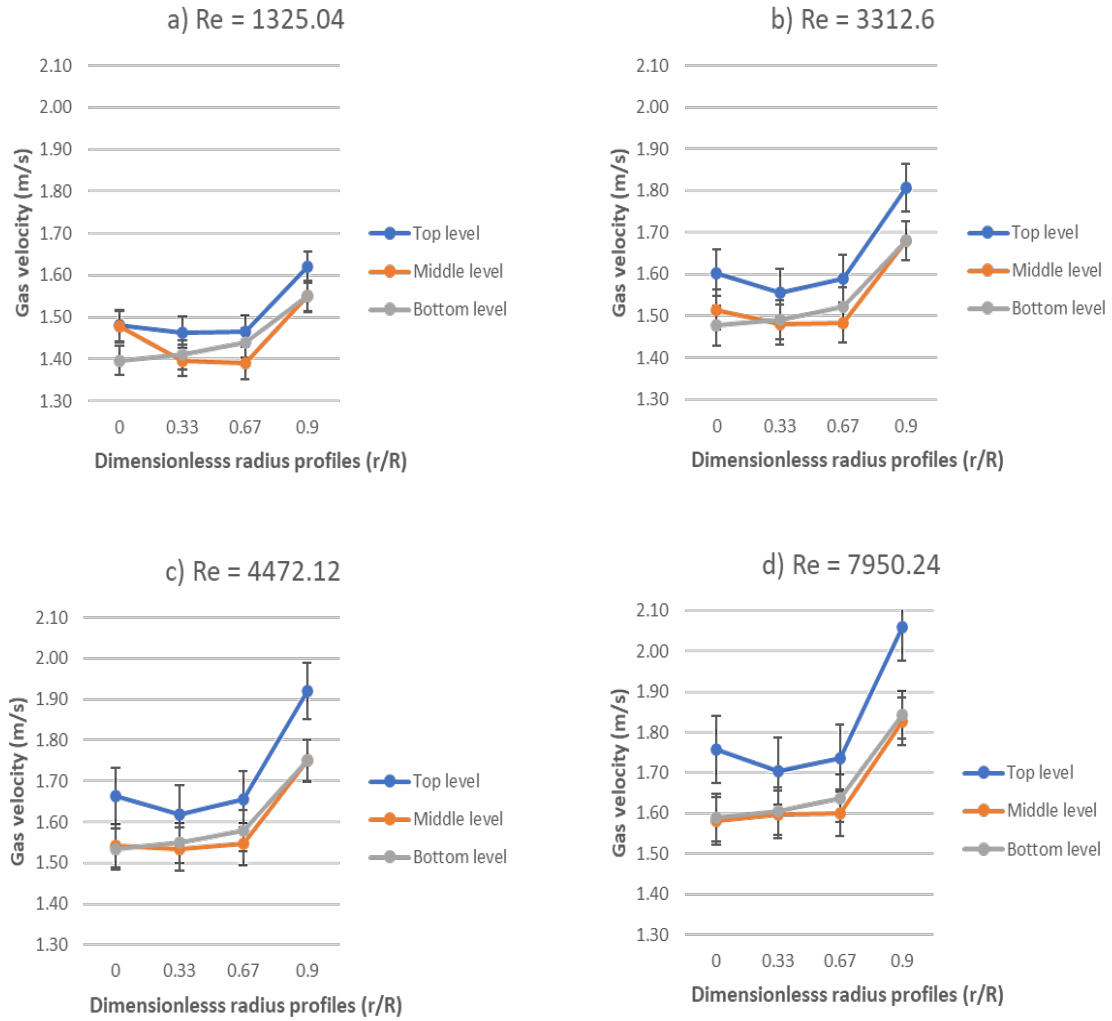 a) Re = 1325.04
2.10
2.00
1.90
1.80
1.70
1.60
1.50
1.40
1.30
Gas velocity (m/s)
0 0.33 0.67 0.9
Dimensionlesss radius profiles (r/R)
Top level
Middle level
Bottom level
b) Re = 3312.6
2.10
2.00
1.90
1.80
1.70
1.60
1.50
1.40
1.30
Gas velocity (m/s)
0 0.33 0.67 0.9
Dimensionlesss radius profiles (r/R)
Top level
Middle level
Bottom level
c) Re = 4472.12
2.10
2.00
1.90
1.80
1.70
1.60
1.50
1.40
1.30
Gas velocity (m/s)
0 0.33 0.67 0.9
Dimensionlesss radius profiles (r/R)
Top level
Middle level
Bottom level
d) Re = 7950.24
2.10
2.00
1.90
1.80
1.70
1.60
1.50
1.40
1.30
Gas velocity (m/s)
0 0.33 0.67 0.9
Dimensionlesss radius profiles (r/R)
Top level
Middle level
Bottom level